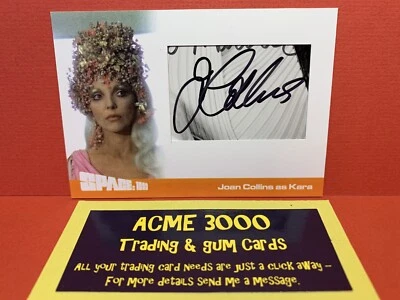 J Collins
SPACE: 1999
Joan Collins as Kara
ACME 3000
Trading & Gum Cards
All your trading card needs are just a click away –
For more details send me a message.